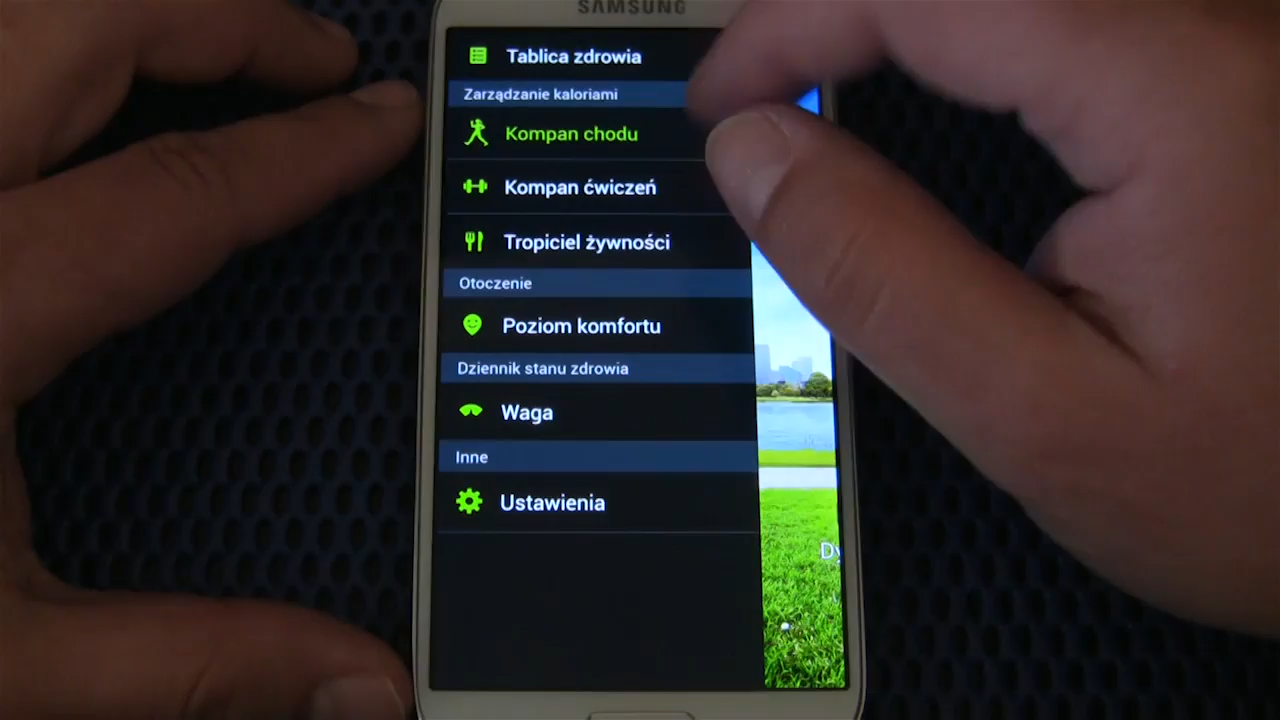 SAMSUNG
Tablica zdrowia
Zarządzanie kaloriami
Kompan chodu
Kompan ćwiczeń
Tropiciel żywności
Otoczenie
Poziom komfortu
Dziennik stanu zdrowia
Waga
Inne
Ustawienia